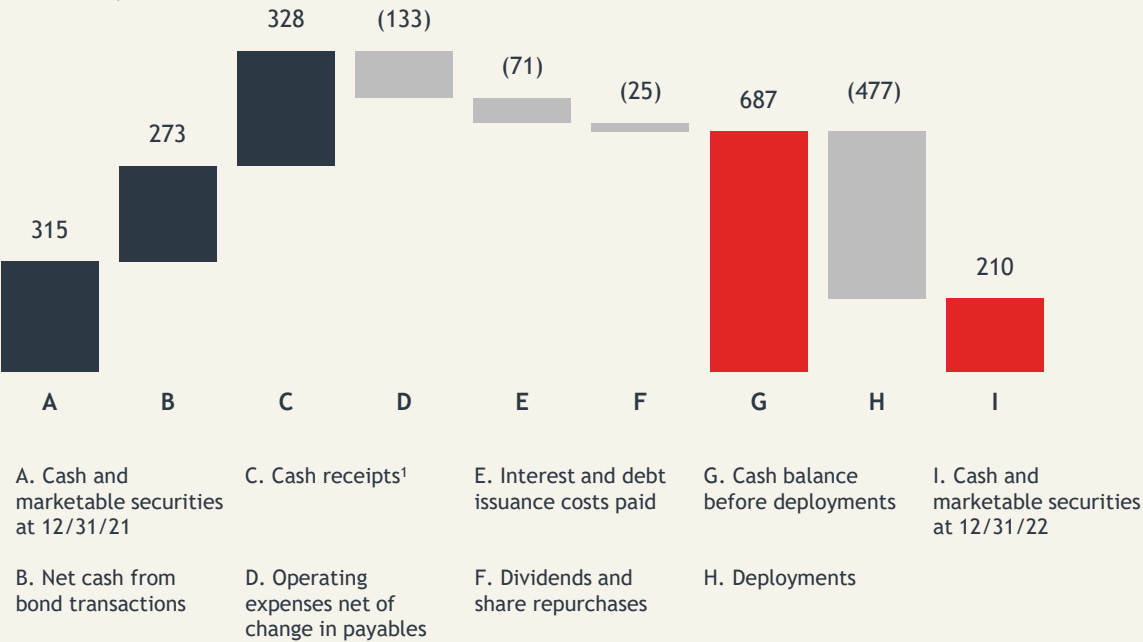 328
(133)
(71)
(25)
687
(477)
273
315
210
A
B
C
D
E
F
G
H
I
A. Cash and
marketable securities
at 12/31/21
B. Net cash from
bond transactions
C. Cash receipts¹
D. Operating
expenses net of
change in payables
E. Interest and debt
issuance costs paid
F. Dividends and
share repurchases
G. Cash balance
before deployments
H. Deployments
I. Cash and
marketable securities
at 12/31/22